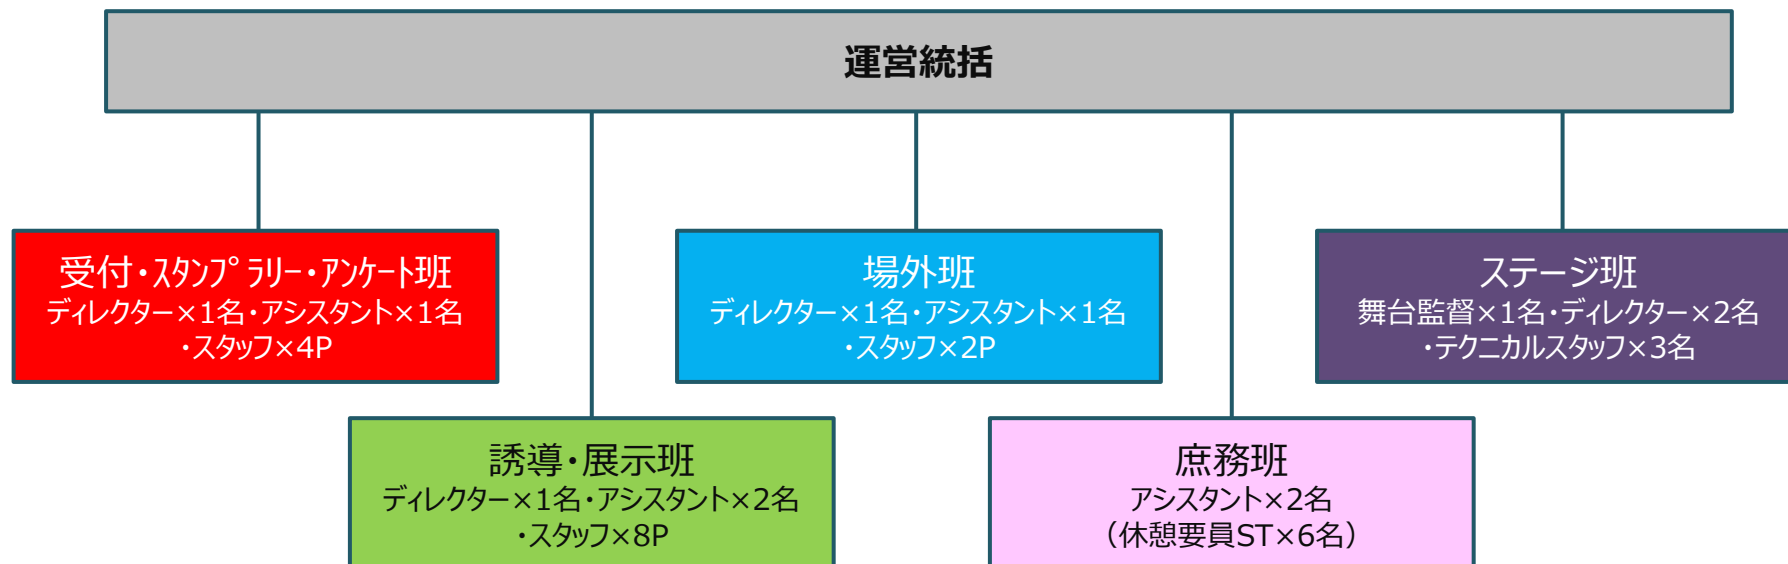 運営統括
受付・ｽﾀﾝﾌﾟﾗﾘｰ・ｱﾝｹｰﾄ班
ディレクター×1名・アシスタント×1名
・スタッフ×4P
場外班
ディレクター×1名・アシスタント×1名
・スタッフ×2P
ステージ班
舞台監督×1名・ディレクター×2名
・テクニカルスタッフ×3名
誘導・展示班
ディレクター×1名・アシスタント×2名
・スタッフ×8P
庶務班
アシスタント×2名
（休憩要員ST×6名）